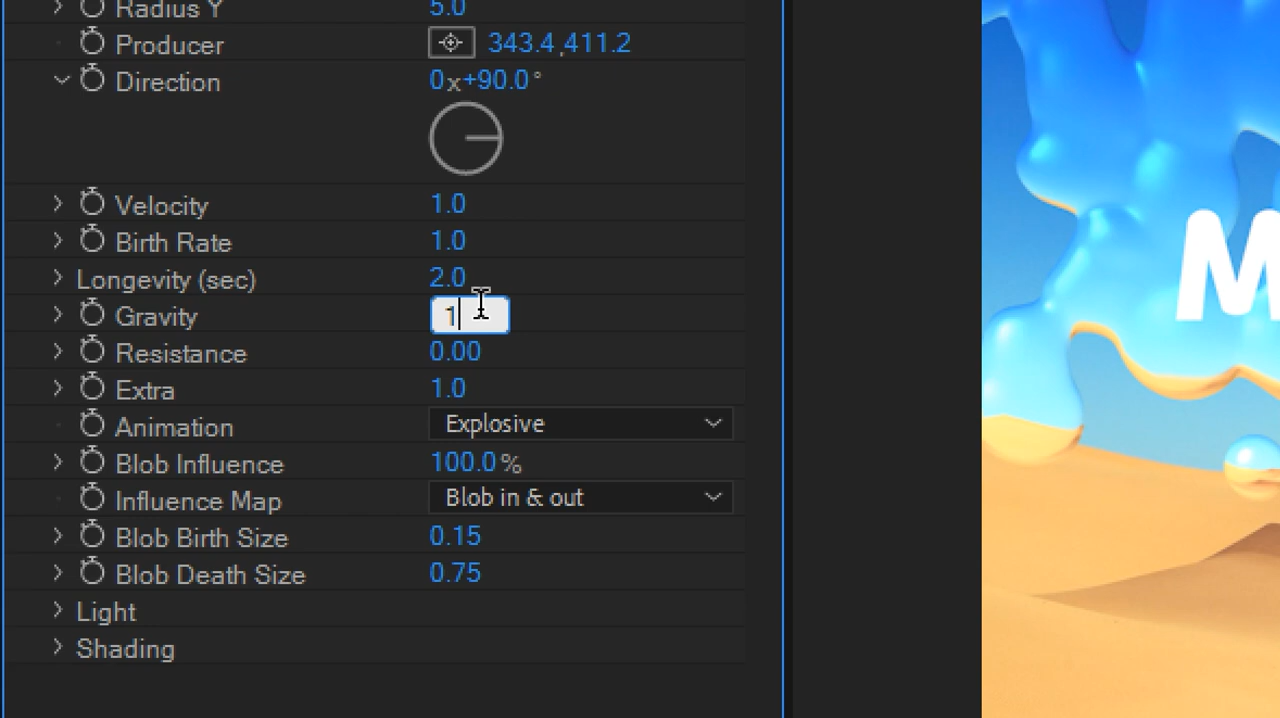 Radius Y 5.0
Producer 343.4,411.2
Direction 0x+90.0°
Velocity 1.0
Birth Rate 1.0
Longevity (sec) 2.0
Gravity 1
Resistance 0.00
Extra 1.0
Animation Explosive
Blob Influence 100.0%
Influence Map Blob in & out
Blob Birth Size 0.15
Blob Death Size 0.75
Light
Shading
M